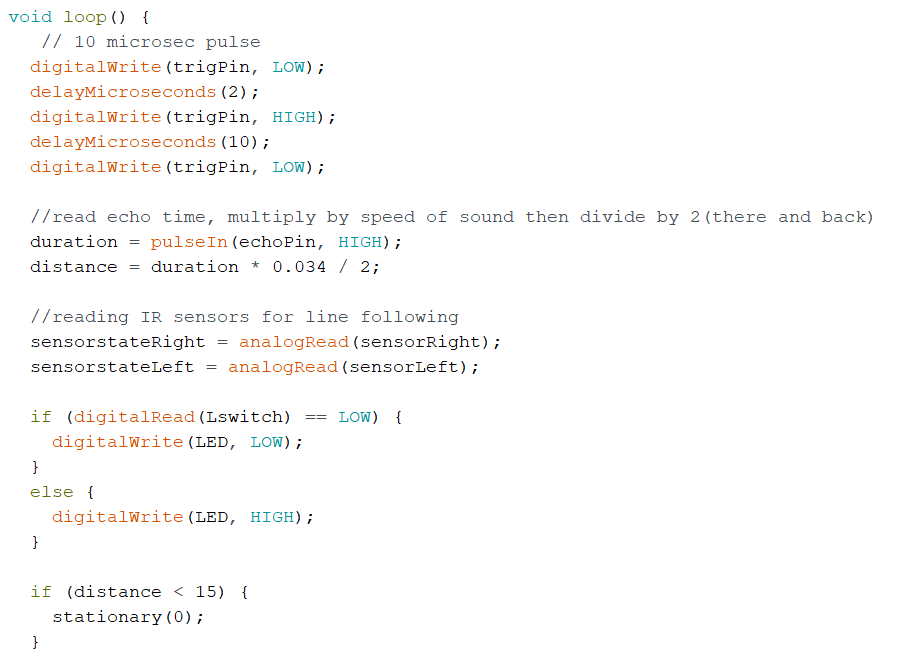 void loop() {
// 10 microsec pulse
digitalWrite(trigPin, LOW);
delayMicroseconds(2);
digitalWrite(trigPin, HIGH);
delayMicroseconds(10);
digitalWrite(trigPin, LOW);
//read echo time, multiply by speed of sound then divide by 2(there and back)
duration = pulseIn(echoPin, HIGH);
distance = duration * 0.034 / 2;
//reading IR sensors for line following
sensorstateRight = analogRead(sensorRight);
sensorstateLeft = analogRead(sensorLeft);
if (digitalRead(Lswitch) == LOW) {
digitalWrite(LED, LOW);
}
else {
digitalWrite(LED, HIGH);
}
if (distance < 15) {
stationary(0);
}